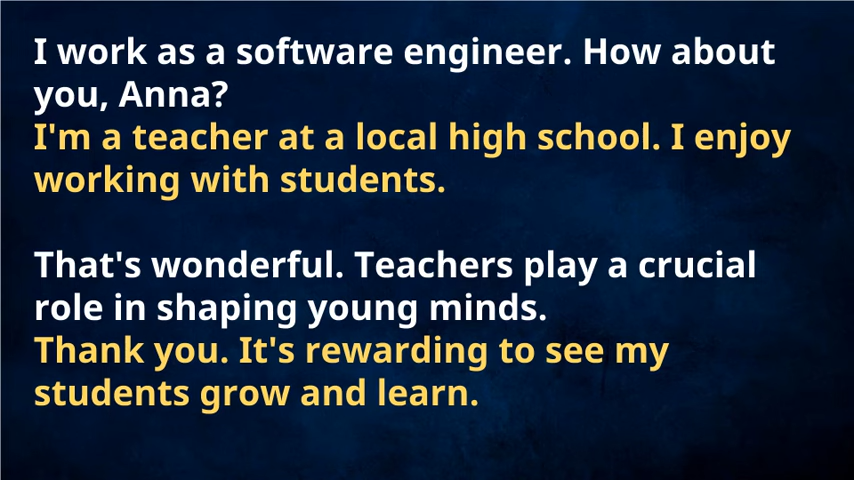 I work as a software engineer. How about
you, Anna?
I'm a teacher at a local high school. I enjoy
working with students.
That's wonderful. Teachers play a crucial
role in shaping young minds.
Thank you. It's rewarding to see my
students grow and learn.